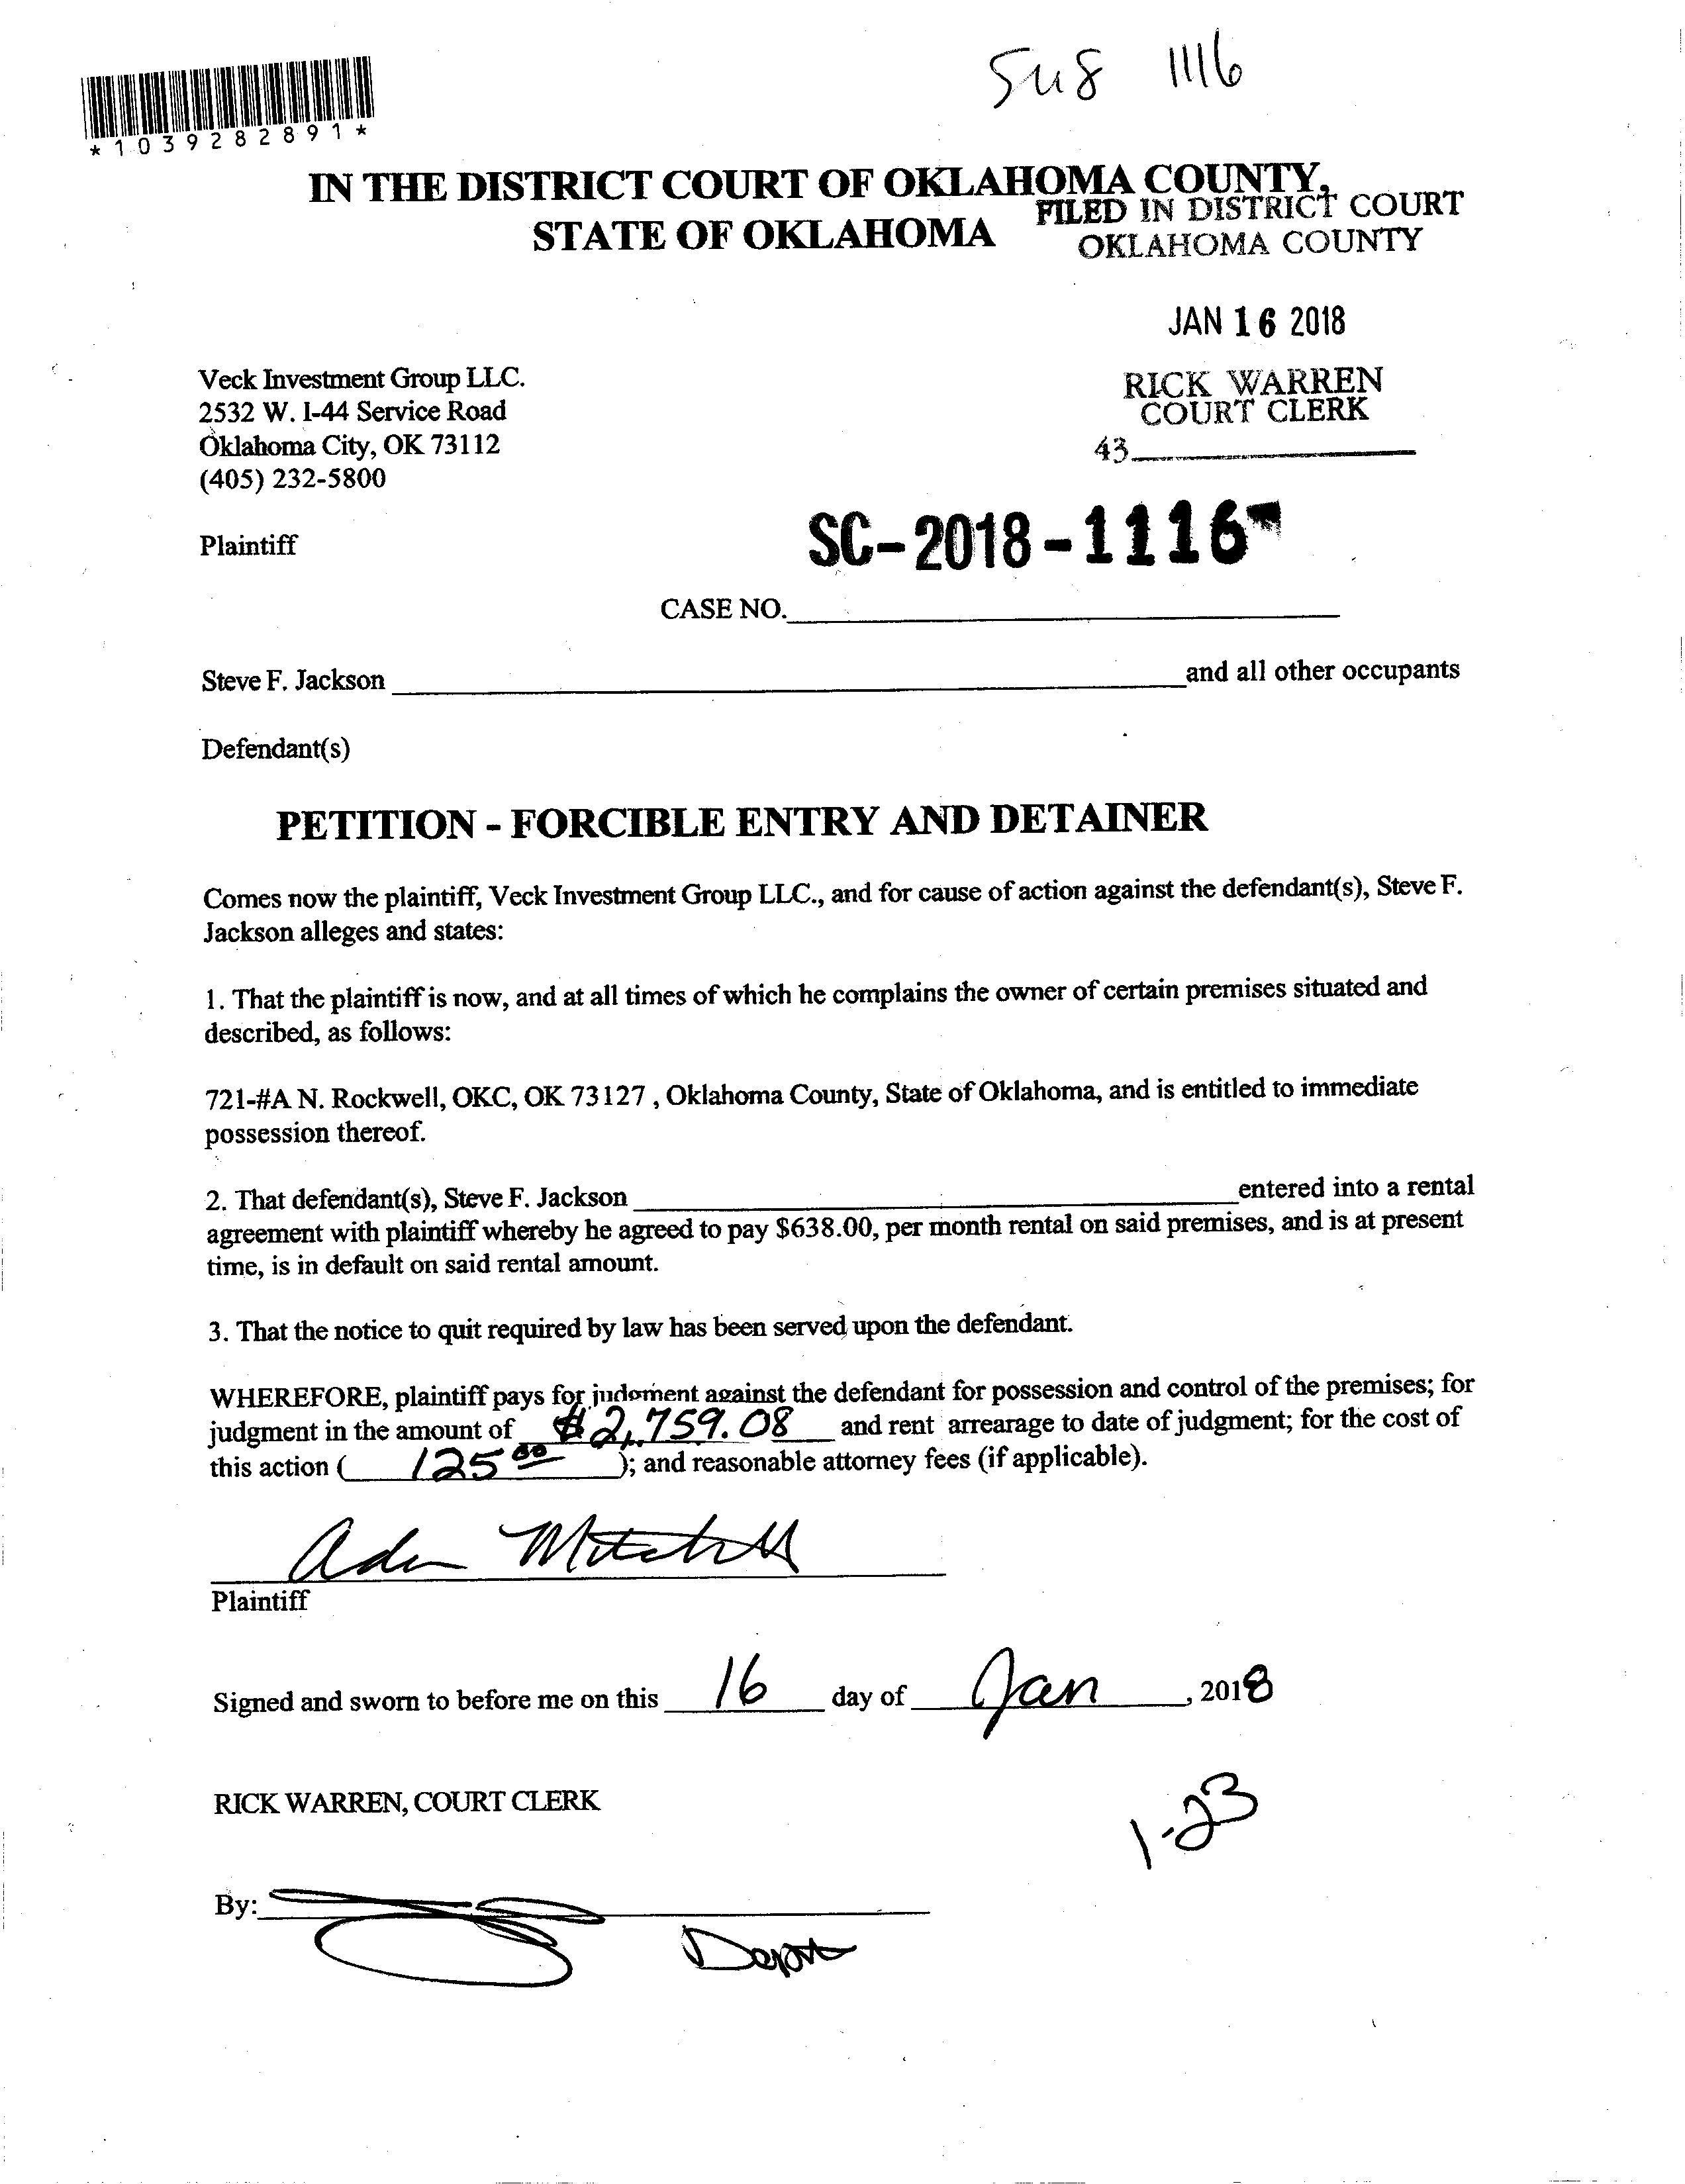 1116
*1039282891*
IN THE DISTRICT COURT OF OKLAHOMA COUNTY,
STATE OF OKLAHOMA
FILED IN DISTRICT COURT
OKLAHOMA COUNTY
JAN 16 2018
RICK WARREN
COURT CLERK
43
Veck Investment Group LLC.
2532 W. I-44 Service Road
Oklahoma City, OK 73112
(405) 232-5800
Plaintiff
SC-2018-1116
CASE NO.
Steve F. Jackson and all other occupants
Defendant(s)
PETITION - FORCIBLE ENTRY AND DETAINER
Comes now the plaintiff, Veck Investment Group LLC., and for cause of action against the defendant(s), Steve F.
Jackson alleges and states:
1. That the plaintiff is now, and at all times of which he complains the owner of certain premises situated and
described, as follows:
721-#A N. Rockwell, OKC, OK 73127 , Oklahoma County, State of Oklahoma, and is entitled to immediate
possession thereof.
2. That defendant(s), Steve F. Jackson entered into a rental
agreement with plaintiff whereby he agreed to pay $638.00, per month rental on said premises, and is at present
time, is in default on said rental amount.
3. That the notice to quit required by law has been served upon the defendant.
WHEREFORE, plaintiff pays for judgment against the defendant for possession and control of the premises; for
judgment in the amount of $2,759.08 and rent arrearage to date of judgment; for the cost of
this action ( 125 00 ); and reasonable attorney fees (if applicable).
Mitchell
Plaintiff
Signed and sworn to before me on this 16 day of Jan , 2018
RICK WARREN, COURT CLERK
1-23
By: